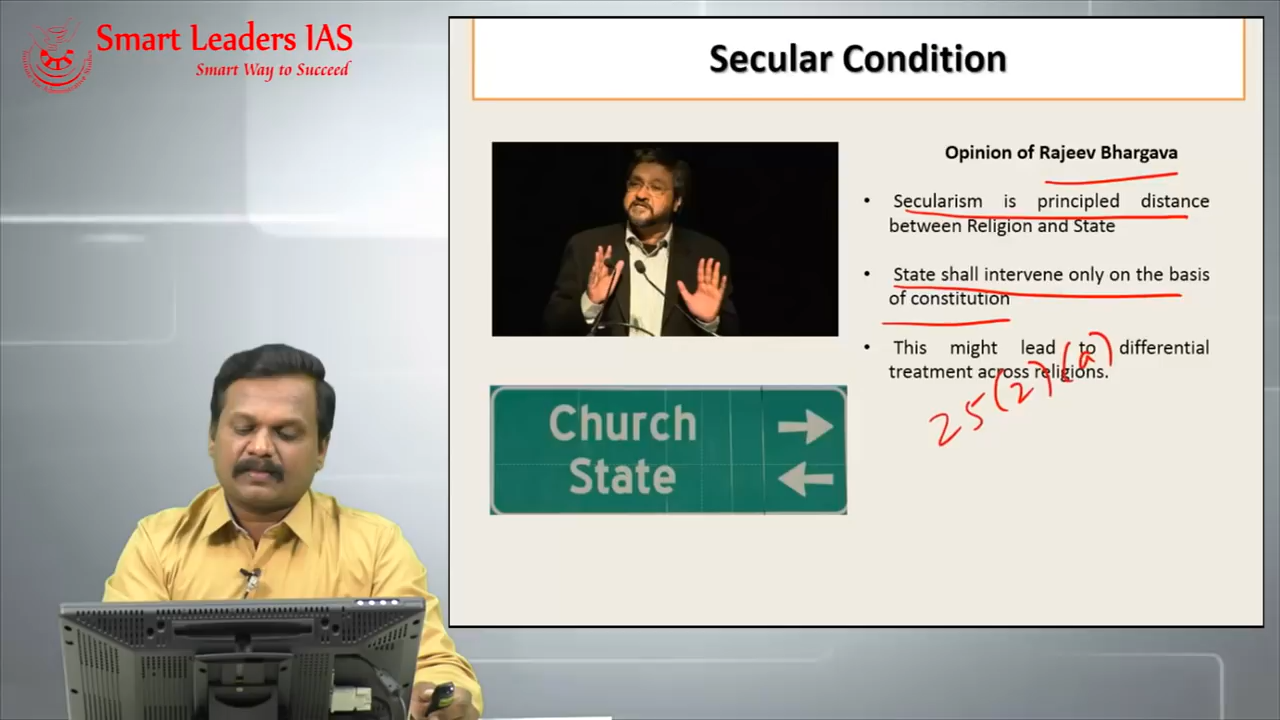 Smart Leaders IAS
Smart Way to Succeed
Secular Condition
Opinion of Rajeev Bhargava
• Secularism is principled distance
between Religion and State
• State shall intervene only on the basis
of constitution
• This might lead to differential
treatment across religions.
25(2)(a)
Church
State